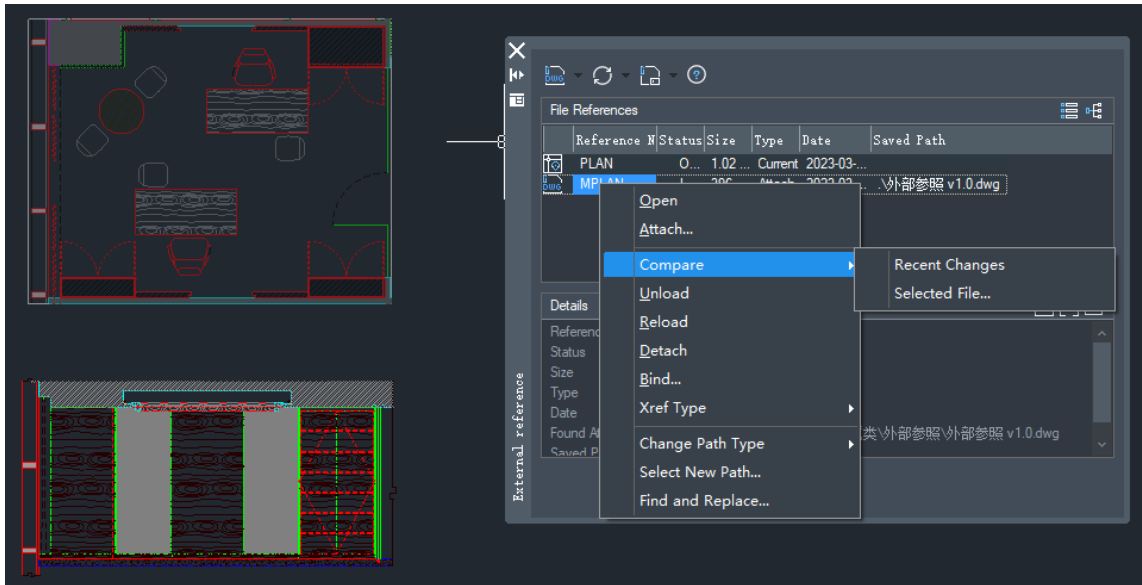 DWG
File References
Reference N Status Size Type Date Saved Path
PLAN O... 1.02 ... Current 2023-03-...
DWG MPLAN .\外部参照 v1.0.dwg
Open
Attach...
Compare
Recent Changes
Unload
Selected File...
Details
Reload
Status
Detach
Size
Bind...
Type
Date
Xref Type
Found At
Change Path Type
类\外部参照\外部参照 v1.0.dwg
Select New Path...
Find and Replace...
External reference